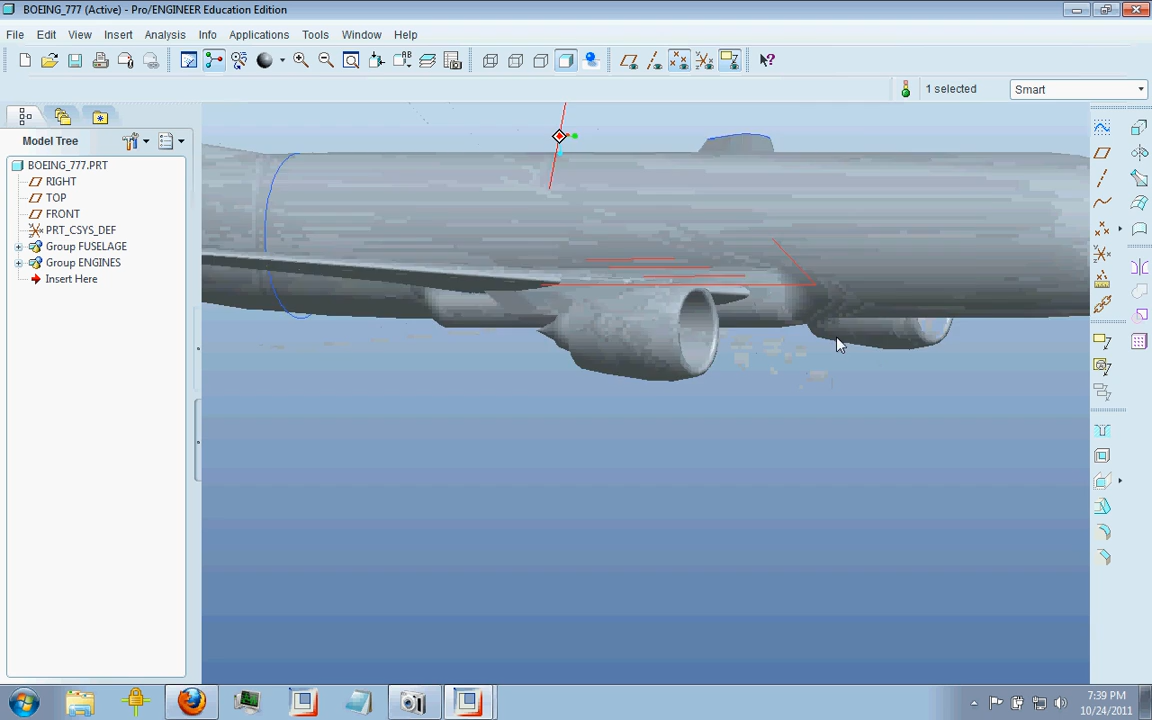 BOEING_777 (Active) - Pro/ENGINEER Education Edition
File Edit View Insert Analysis Info Applications Tools Window Help
1 selected
Smart
Model Tree
BOEING_777.PRT
RIGHT
TOP
FRONT
PRT_CSYS_DEF
Group FUSELAGE
Group ENGINES
Insert Here
7:39 PM
10/24/2011